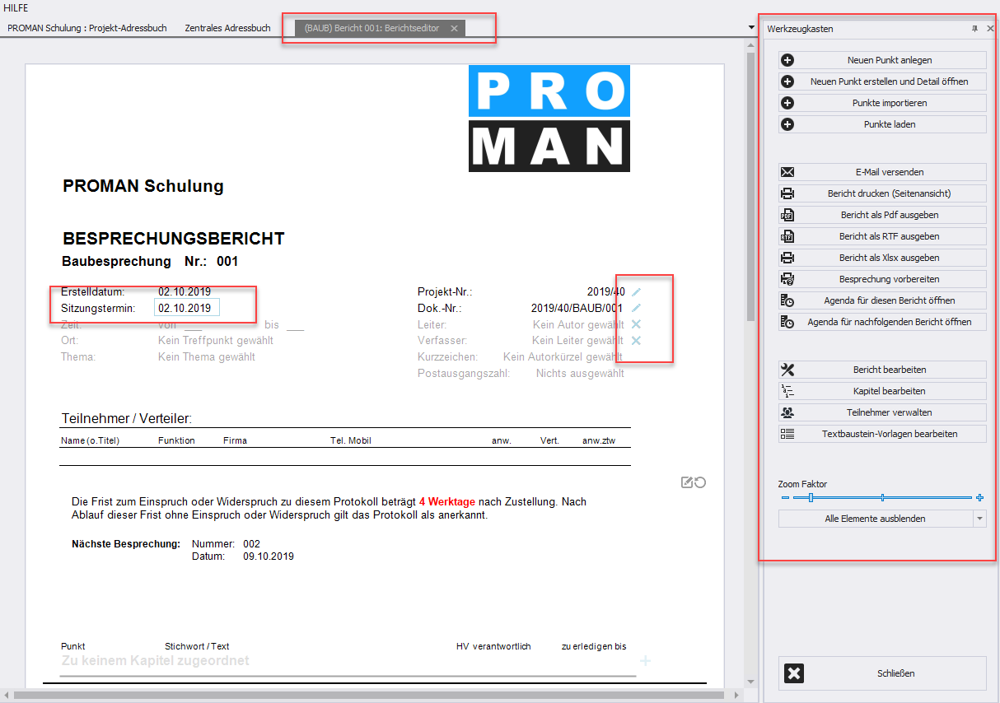 HILFE
PROMAN Schulung : Projekt-Adressbuch Zentrales Adressbuch (BAUB) Bericht 001: Berichtseditor
PRO
MAN
PROMAN Schulung
BESPRECHUNGSBERICHT
Baubesprechung Nr.: 001
Erstelldatum: 02.10.2019 Projekt-Nr.: 2019/40
Sitzungstermin: 02.10.2019 Dok.-Nr.: 2019/40/BAUB/001
Zeit: von ___ bis ___ Leiter: Kein Autor gewählt
Ort: Kein Treffpunkt gewählt Verfasser: Kein Leiter gewählt
Thema: Kein Thema gewählt Kurzzeichen: Kein Autorkürzel gewählt
Postausgangszahl: Nichts ausgewählt
Teilnehmer / Verteiler:
Name (o.Titel) Funktion Firma Tel. Mobil anw. Vert. anw.ztw
Die Frist zum Einspruch oder Widerspruch zu diesem Protokoll beträgt 4 Werktage nach Zustellung. Nach
Ablauf dieser Frist ohne Einspruch oder Widerspruch gilt das Protokoll als anerkannt.
Nächste Besprechung: Nummer: 002
Datum: 09.10.2019
Punkt Stichwort / Text HV verantwortlich zu erledigen bis
Zu keinem Kapitel zugeordnet
Werkzeugkasten
Neuen Punkt anlegen
Neuen Punkt erstellen und Detail öffnen
Punkte importieren
Punkte laden
E-Mail versenden
Bericht drucken (Seitenansicht)
PDF Bericht als Pdf ausgeben
RTF Bericht als RTF ausgeben
Bericht als Xlsx ausgeben
Besprechung vorbereiten
Agenda für diesen Bericht öffnen
Agenda für nachfolgenden Bericht öffnen
Bericht bearbeiten
Kapitel bearbeiten
Teilnehmer verwalten
Textbaustein-Vorlagen bearbeiten
Zoom Faktor
Alle Elemente ausblenden
Schließen